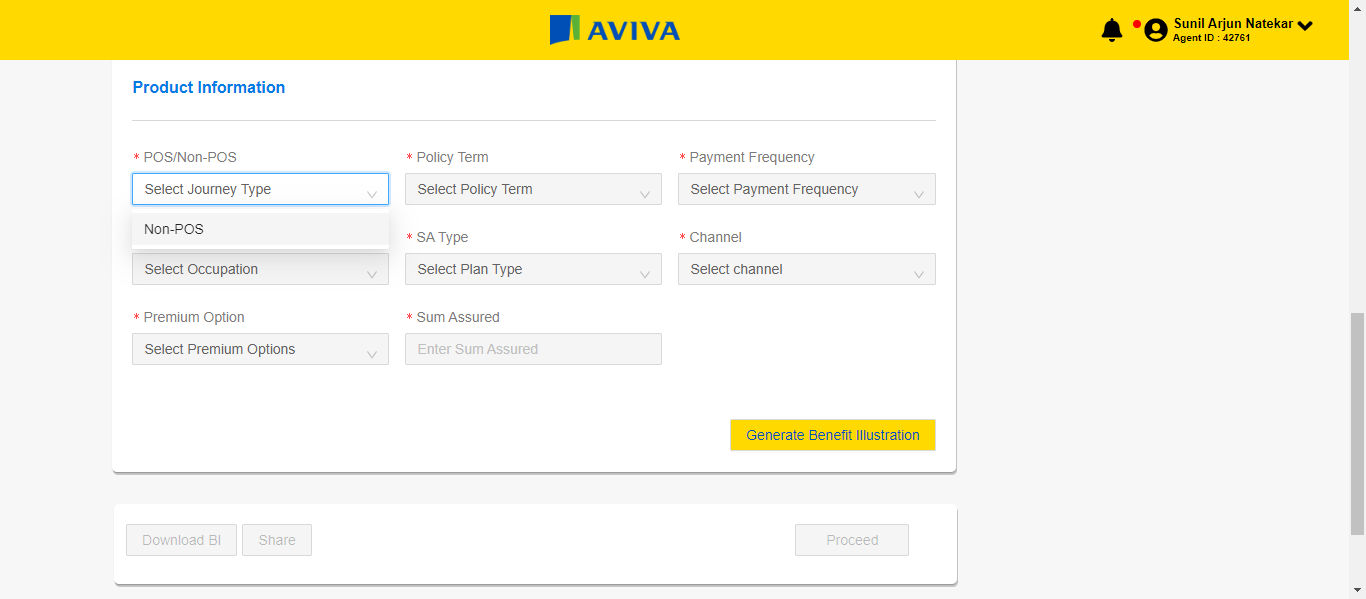 AVIVA
Sunil Arjun Natekar
Agent ID : 42761
Product Information
* POS/Non-POS
* Policy Term
* Payment Frequency
Select Journey Type
Select Policy Term
Select Payment Frequency
Non-POS
* SA Type
* Channel
Select Occupation
Select Plan Type
Select channel
* Premium Option
* Sum Assured
Select Premium Options
Enter Sum Assured
Generate Benefit Illustration
Download BI
Share
Proceed